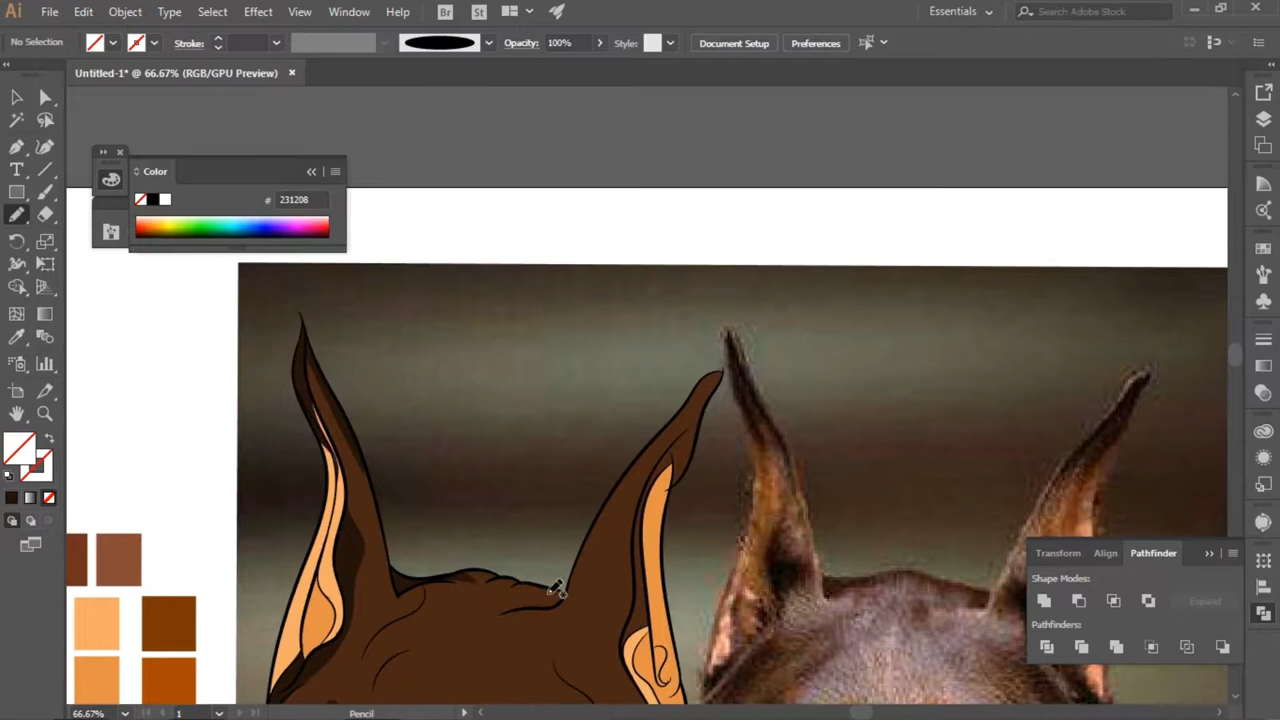 Ai File Edit Object Type Select Effect View Window Help Br St Essentials Search Adobe Stock
No Selection Stroke: Opacity: 100% Style: Document Setup Preferences
Untitled-1* @ 66.67% (RGB/GPU Preview)
Color
# 231208
Transform Align Pathfinder
Shape Modes:
Expand
Pathfinders:
66.67% 1 Pencil